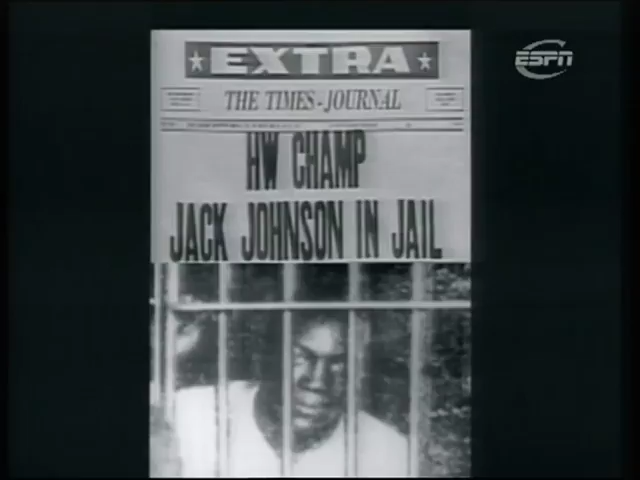 EXTRA
ESPN
THE TIMES-JOURNAL
HW CHAMP
JACK JOHNSON IN JAIL